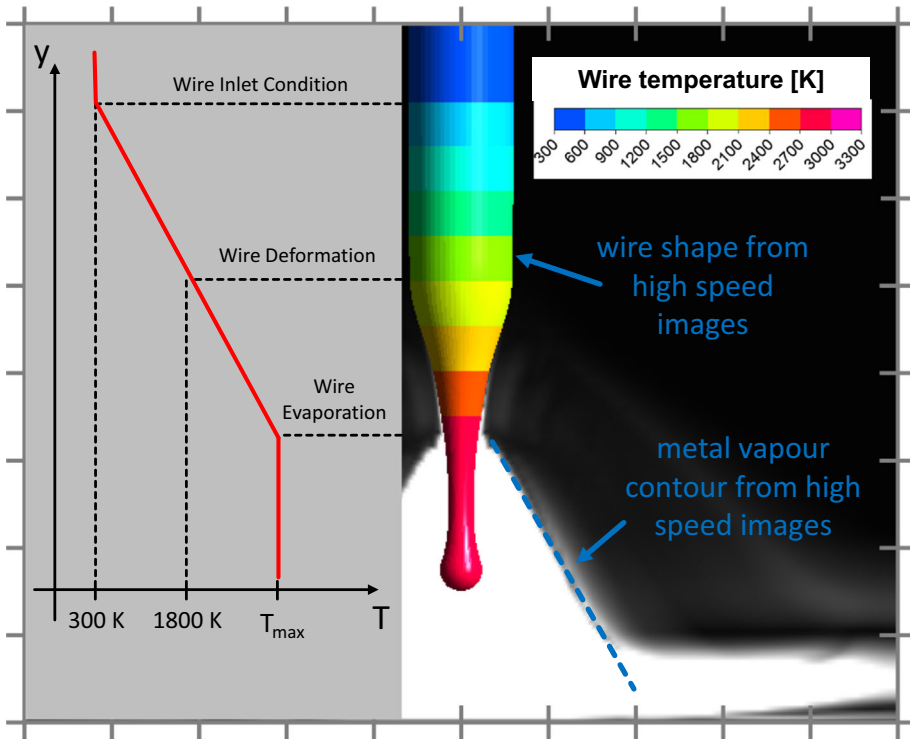 y
Wire Inlet Condition
Wire Deformation
Wire
Evaporation
300 K
1800 K
Tmax
T
Wire temperature [K]
300
600
900
1200
1500
1800
2100
2400
2700
3000
3300
wire shape from
high speed
images
metal vapour
contour from high
speed images